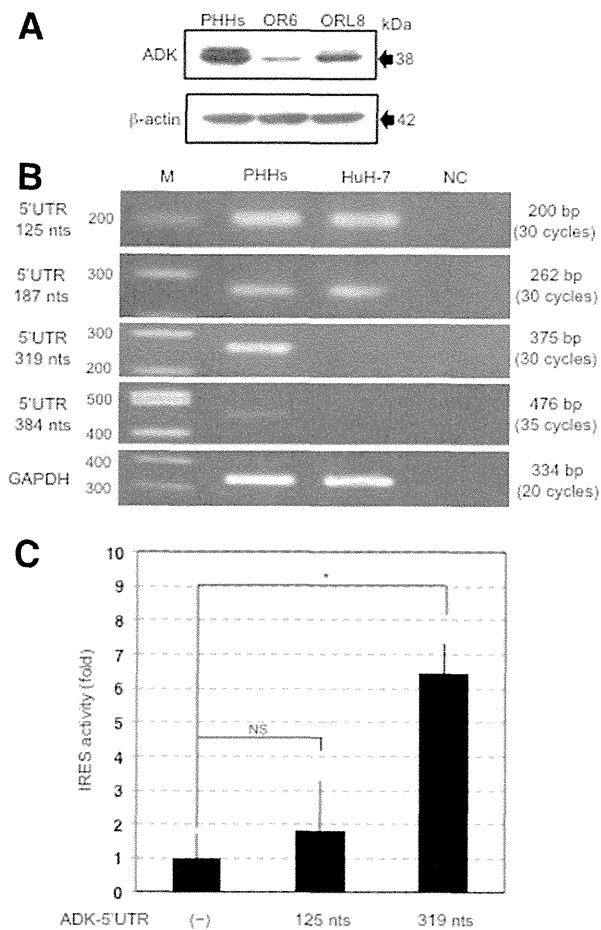 A
PHHs OR6 ORL8 kDa
ADK 38
β-actin 42
B
M PHHs HuH-7 NC
5'UTR 125 nts 200 200 bp (30 cycles)
5'UTR 187 nts 300 262 bp (30 cycles)
5'UTR 319 nts 300 200 375 bp (30 cycles)
5'UTR 384 nts 500 400 476 bp (35 cycles)
GAPDH 400 300 334 bp (20 cycles)
C
IRES activity (fold)
10
9
8
7
6
5
4
3
2
1
0
*
NS
ADK-5'UTR (−) 125 nts 319 nts